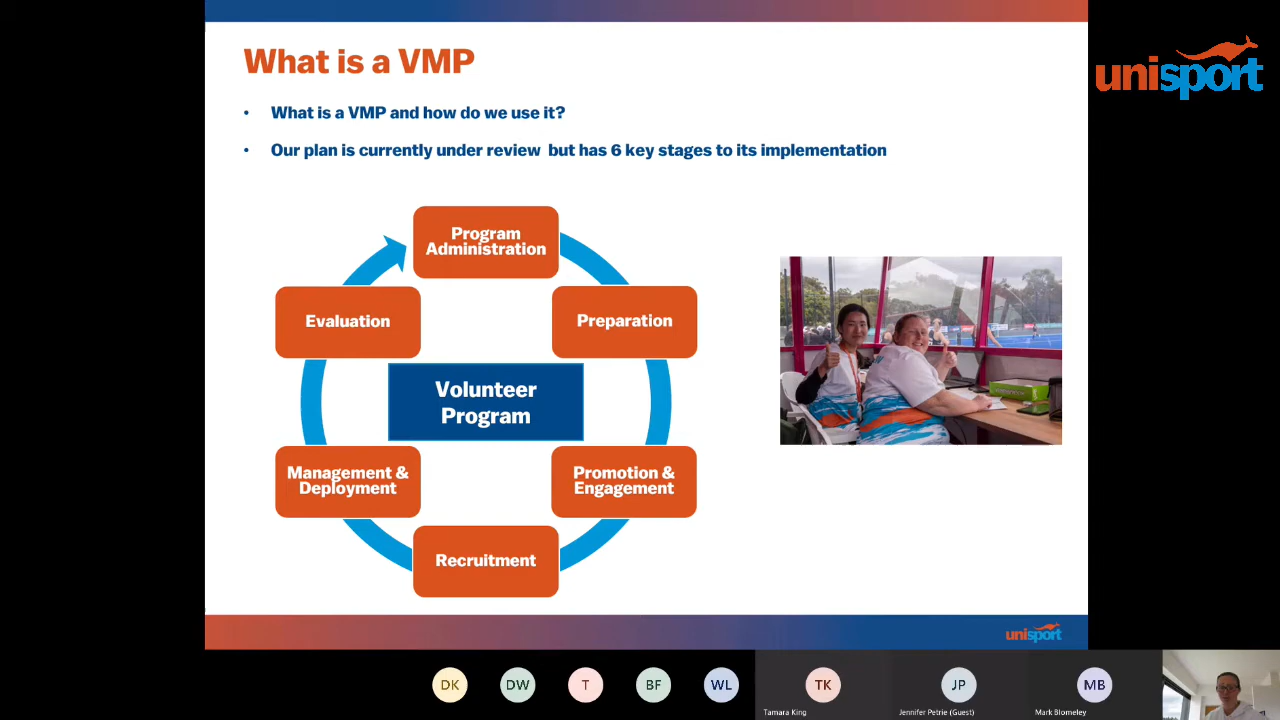 What is a VMP
unisport
• What is a VMP and how do we use it?
• Our plan is currently under review but has 6 key stages to its implementation
Program
Administration
Preparation
Promotion &
Engagement
Recruitment
Management &
Deployment
Evaluation
Volunteer
Program
unisport
DK
DW
T
BF
WL
TK
JP
MB
Tamara King
Jennifer Petrie (Guest)
Mark Blomeley